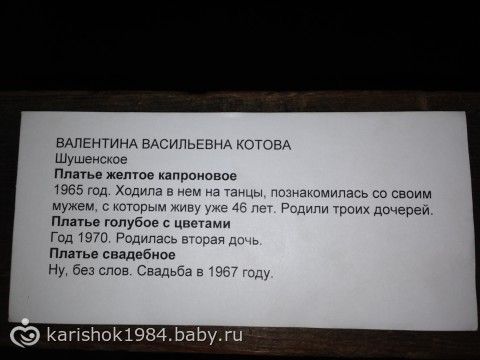 ВАЛЕНТИНА ВАСИЛЬЕВНА КОТОВА
Шушенское
Платье желтое капроновое
1965 год. Ходила в нем на танцы, познакомилась со своим
мужем, с которым живу уже 46 лет. Родили троих дочерей.
Платье голубое с цветами
Год 1970. Родилась вторая дочь.
Платье свадебное
Ну, без слов. Свадьба в 1967 году.
karishok1984.baby.ru